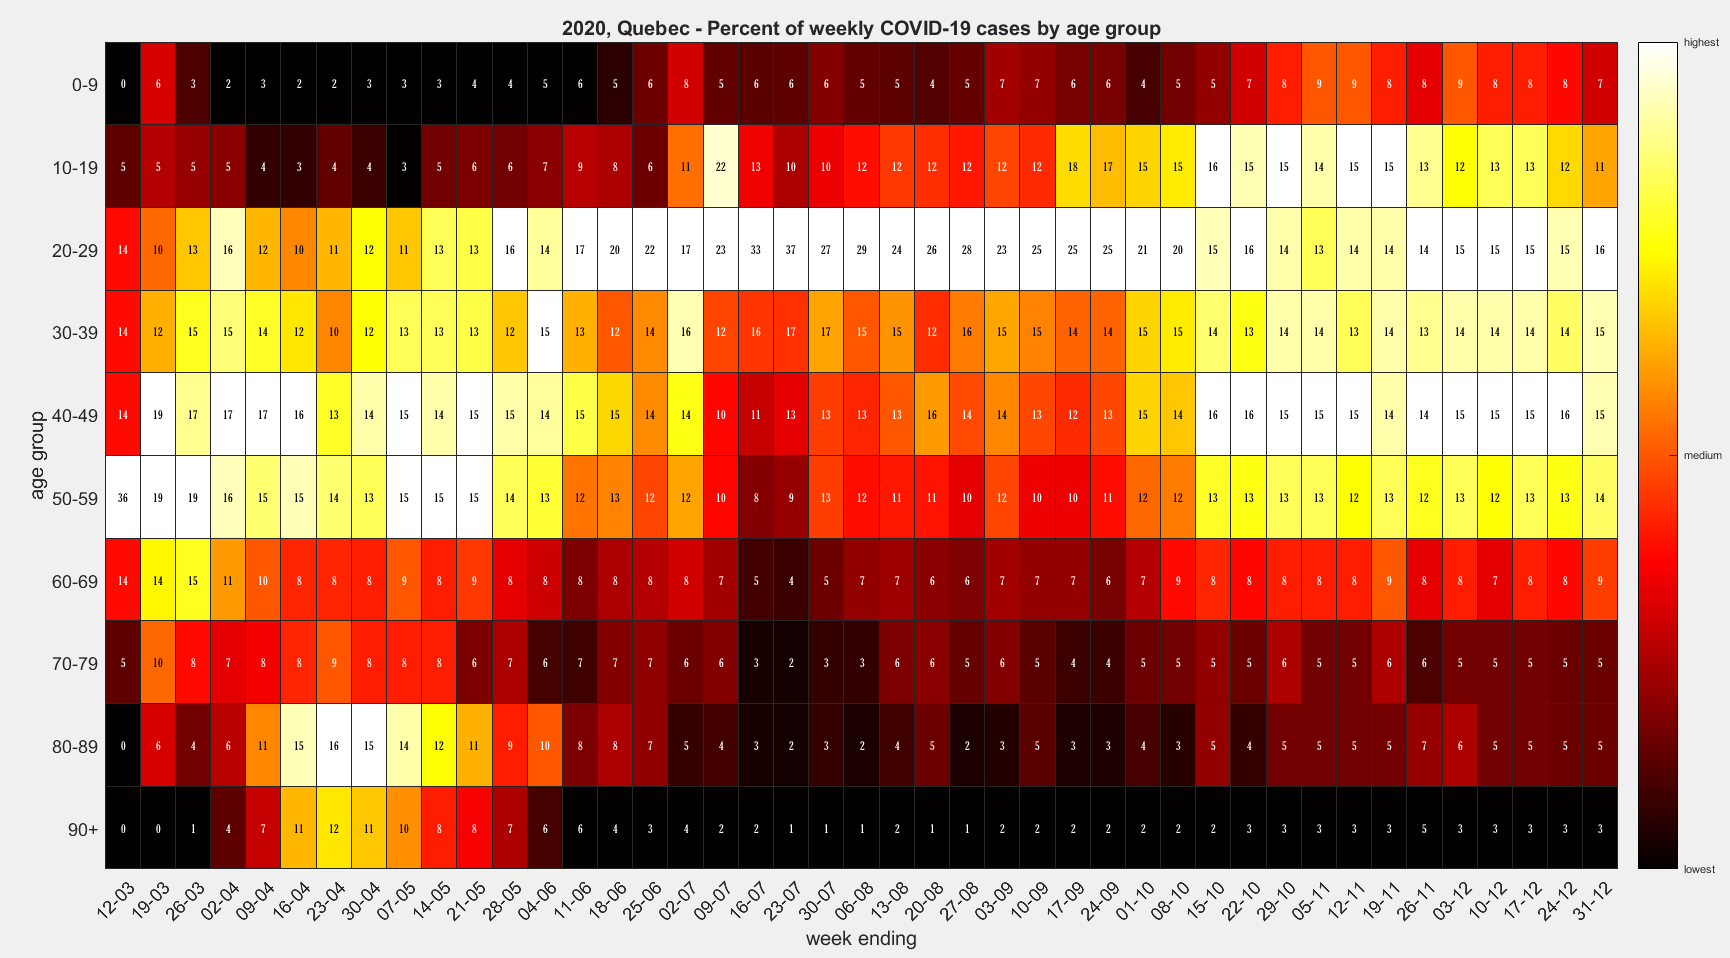 2020, Quebec - Percent of weekly COVID-19 cases by age group
highest
0-9 0 6 3 2 3 2 2 3 3 3 4 4 5 6 5 6 8 5 6 6 6 5 5 4 5 7 7 6 6 4 5 5 7 8 9 9 8 8 9 8 8 8 7
10-19 5 5 5 5 4 3 4 4 3 5 6 6 7 9 8 6 11 22 13 10 10 12 12 12 12 12 12 18 17 15 15 16 15 15 14 15 15 13 12 13 13 12 11
20-29 14 10 13 16 12 10 11 12 11 13 13 16 14 17 20 22 17 23 33 37 27 29 24 26 28 23 25 25 25 21 20 15 16 14 13 14 14 14 15 15 15 15 16
30-39 14 12 15 15 14 12 10 12 13 13 13 12 15 13 12 14 16 12 16 17 17 15 15 12 16 15 15 14 14 15 15 14 13 14 14 13 14 13 14 14 14 14 15
40-49 14 19 17 17 17 16 13 14 15 14 15 15 14 15 15 14 14 10 11 13 13 13 13 16 14 14 13 12 13 15 14 16 16 15 15 15 14 14 15 15 15 16 15
age group
medium
50-59 36 19 19 16 15 15 14 13 15 15 15 14 13 12 13 12 12 10 8 9 13 12 11 11 10 12 10 10 11 12 12 13 13 13 13 12 13 12 13 12 13 13 14
60-69 14 14 15 11 10 8 8 8 9 8 9 8 8 8 8 8 8 7 5 4 5 7 7 6 6 7 7 7 6 7 9 8 8 8 8 8 9 8 8 7 8 8 9
70-79 5 10 8 7 8 8 9 8 8 8 6 7 6 7 7 7 6 6 3 2 3 3 6 6 5 6 5 4 4 5 5 5 5 6 5 5 6 6 5 5 5 5 5
80-89 0 6 4 6 11 15 16 15 14 12 11 9 10 8 8 7 5 4 3 2 3 2 4 5 2 3 5 3 3 4 3 5 4 5 5 5 5 7 6 5 5 5 5
90+ 0 0 1 4 7 11 12 11 10 8 8 7 6 6 4 3 4 2 2 1 1 1 2 1 1 2 2 2 2 2 2 2 3 3 3 3 3 5 3 3 3 3 3
lowest
12-03 19-03 26-03 02-04 09-04 16-04 23-04 30-04 07-05 14-05 21-05 28-05 04-06 11-06 18-06 25-06 02-07 09-07 16-07 23-07 30-07 06-08 13-08 20-08 27-08 03-09 10-09 17-09 24-09 01-10 08-10 15-10 22-10 29-10 05-11 12-11 19-11 26-11 03-12 10-12 17-12 24-12 31-12
week ending